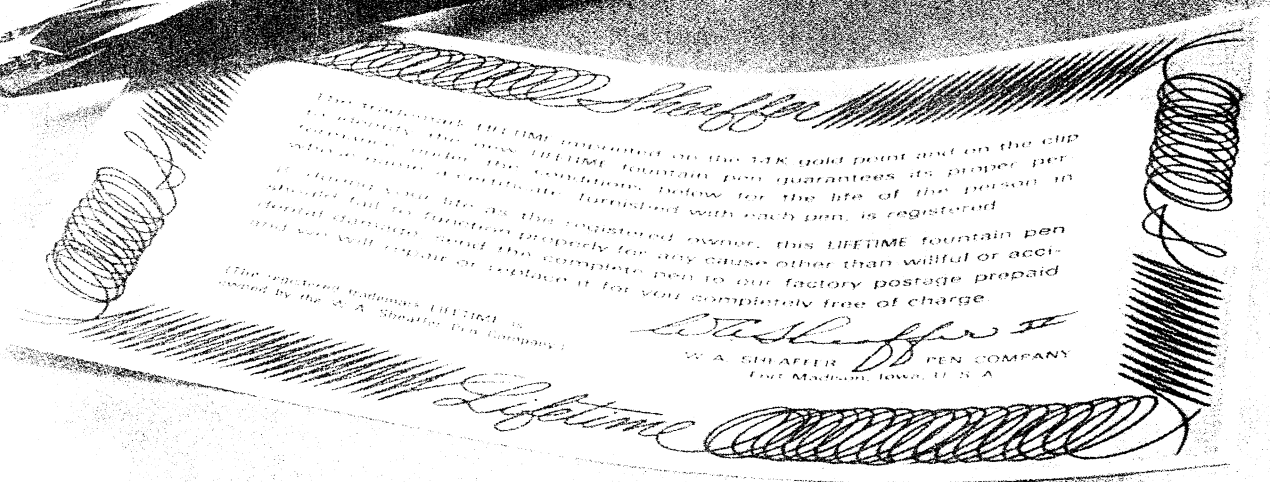 Sheaffer
The trademark LIFETIME imprinted on the 14K gold point and on the clip
to identify this new LIFETIME fountain pen guarantees its proper per-
formance under the conditions below for the life of the person in
whose name a certificate, furnished with each pen, is registered.
If during your life as the registered owner, this LIFETIME fountain pen
should fail to function properly for any cause other than willful or acci-
dental damage, send the complete pen to our factory postage prepaid
and we will repair or replace it for you completely free of charge.
(The registered trademark LIFETIME is
owned by the W. A. Sheaffer Pen Company.)
W A Sheaffer II
W. A. SHEAFFER PEN COMPANY
Fort Madison, Iowa, U. S. A.
Lifetime